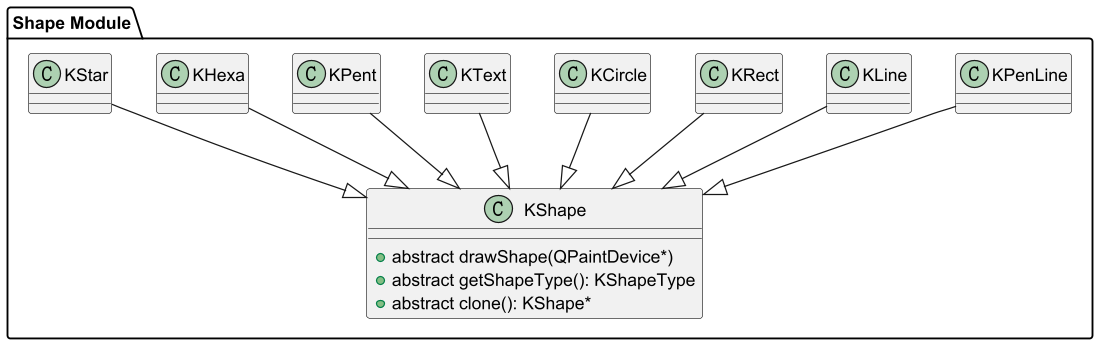 Shape Module
C KStar
C KHexa
C KPent
C KText
C KCircle
C KRect
C KLine
C KPenLine
C KShape
abstract drawShape(QPaintDevice*)
abstract getShapeType(): KShapeType
abstract clone(): KShape*